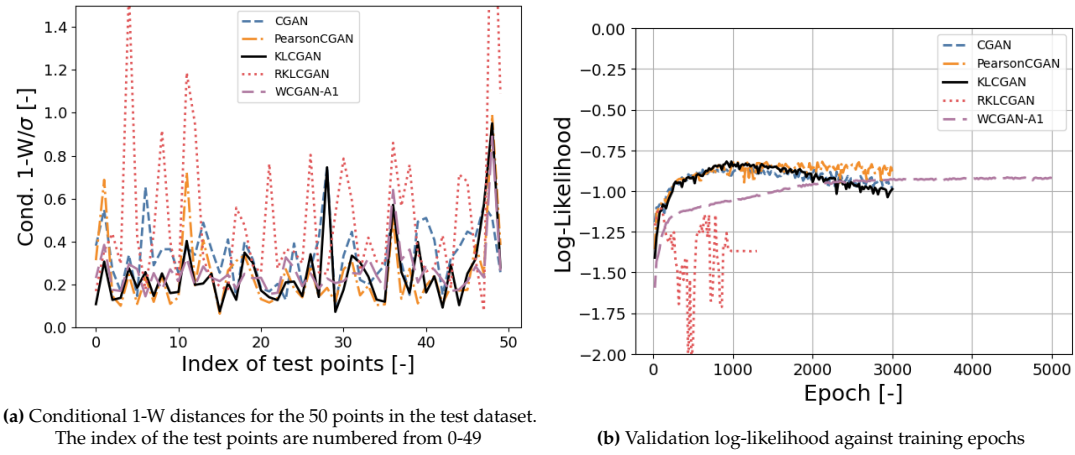 1.4
1.2
1.0
0.8
0.6
0.4
0.2
0.0
Cond. 1-W/σ [-]
CGAN
PearsonCGAN
KLCGAN
RKLCGAN
WCGAN-A1
0 10 20 30 40 50
Index of test points [-]
(a) Conditional 1-W distances for the 50 points in the test dataset.
The index of the test points are numbered from 0-49
0.00
−0.25
−0.50
−0.75
−1.00
−1.25
−1.50
−1.75
−2.00
Log-Likelihood
CGAN
PearsonCGAN
KLCGAN
RKLCGAN
WCGAN-A1
0 1000 2000 3000 4000 5000
Epoch [-]
(b) Validation log-likelihood against training epochs